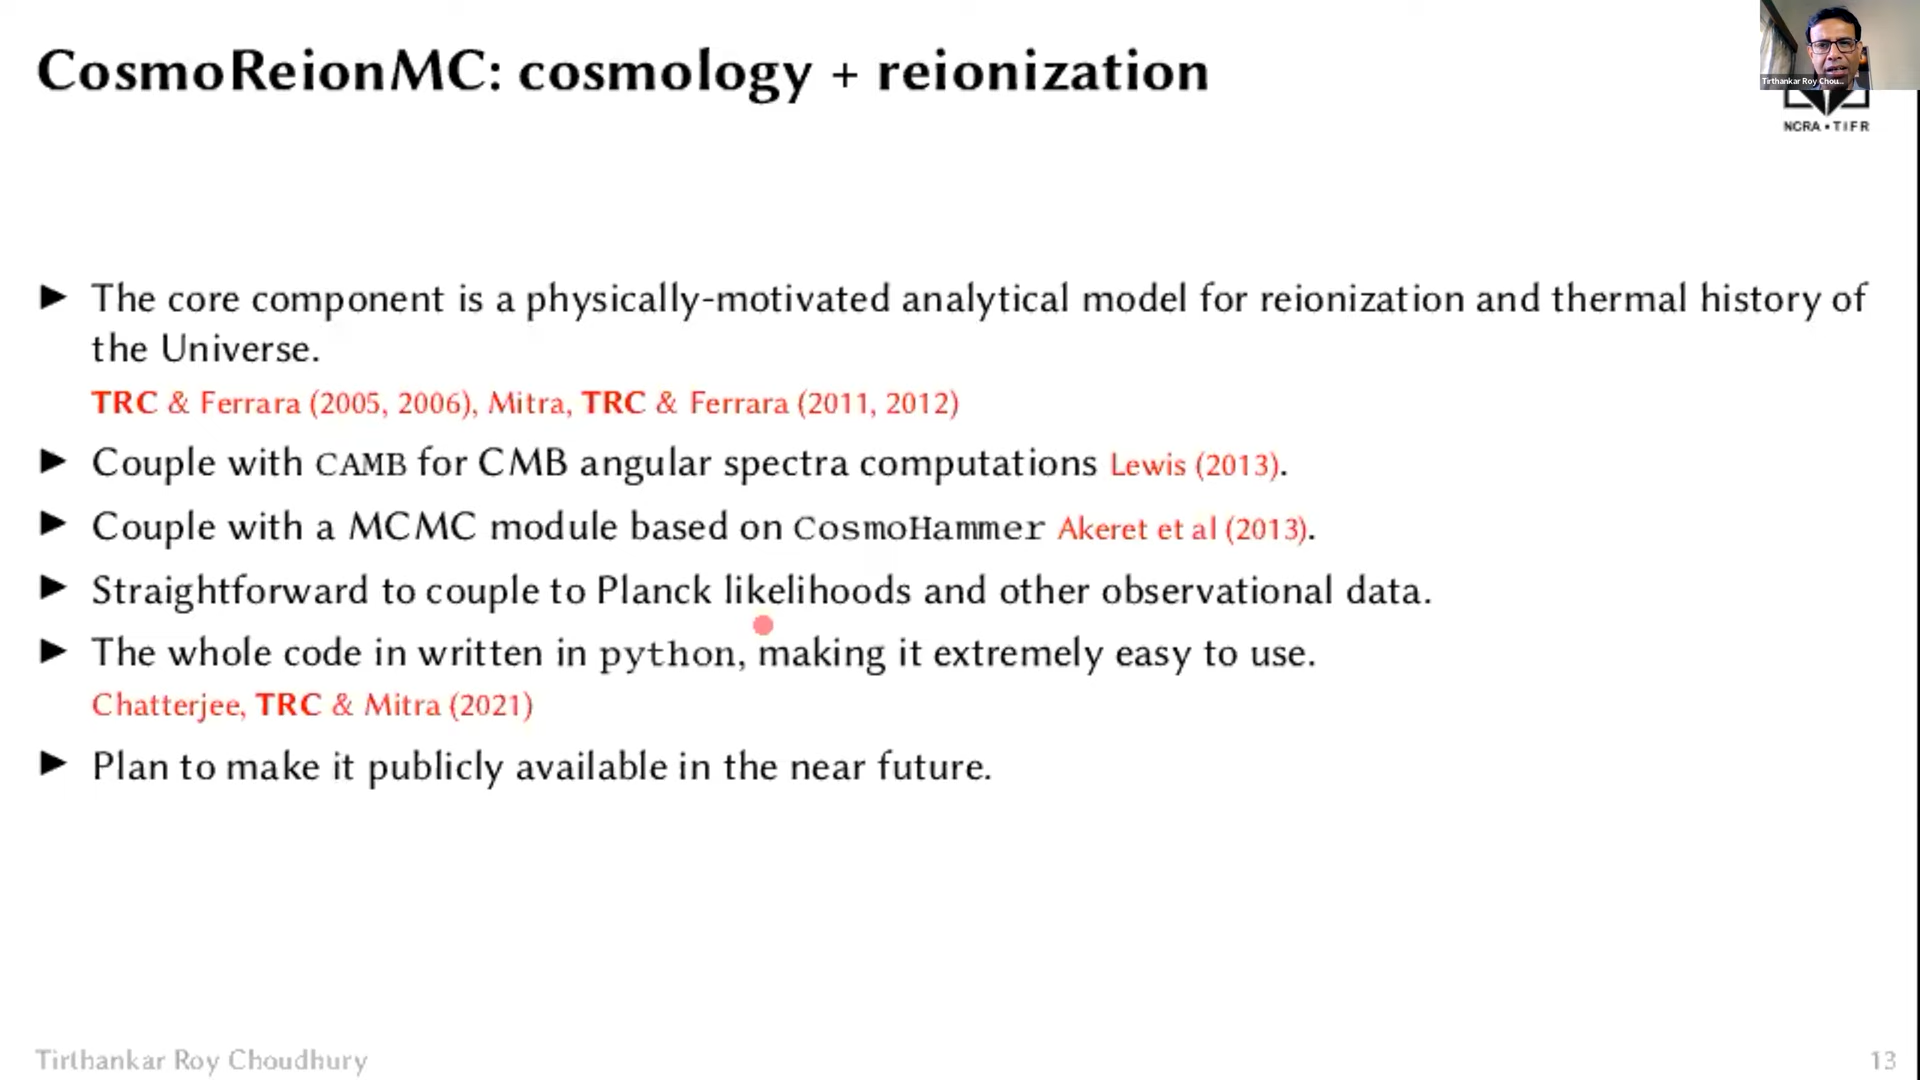 CosmoReionMC: cosmology + reionization
Tirthankar Roy Chou...
NCRA • TIFR
► The core component is a physically-motivated analytical model for reionization and thermal history of
the Universe.
TRC & Ferrara (2005, 2006), Mitra, TRC & Ferrara (2011, 2012)
► Couple with CAMB for CMB angular spectra computations Lewis (2013).
► Couple with a MCMC module based on CosmoHammer Akeret et al (2013).
► Straightforward to couple to Planck likelihoods and other observational data.
► The whole code in written in python, making it extremely easy to use.
Chatterjee, TRC & Mitra (2021)
► Plan to make it publicly available in the near future.
Tirthankar Roy Choudhury
13